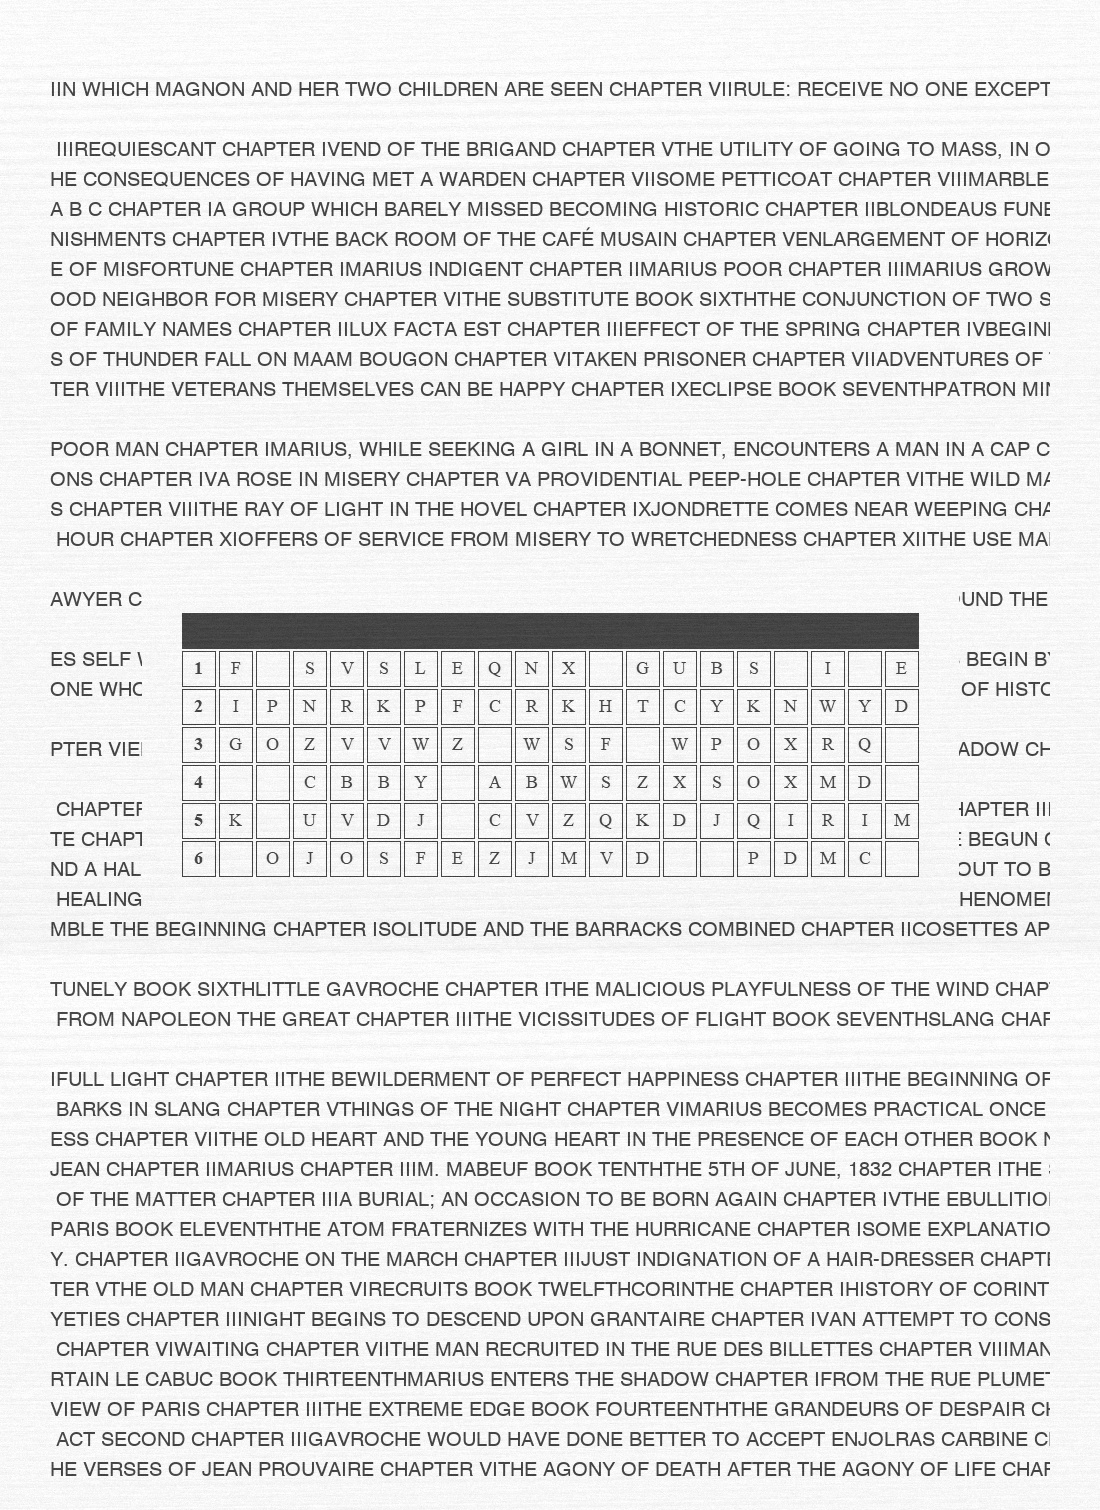 IIN WHICH MAGNON AND HER TWO CHILDREN ARE SEEN CHAPTER VIIRULE: RECEIVE NO ONE EXCEPT
IIIREQUIESCANT CHAPTER IVEND OF THE BRIGAND CHAPTER VTHE UTILITY OF GOING TO MASS, IN O
HE CONSEQUENCES OF HAVING MET A WARDEN CHAPTER VIISOME PETTICOAT CHAPTER VIIIMARBLE
A B C CHAPTER IA GROUP WHICH BARELY MISSED BECOMING HISTORIC CHAPTER IIBLONDEAUS FUNE
NISHMENTS CHAPTER IVTHE BACK ROOM OF THE CAFÉ MUSAIN CHAPTER VENLARGEMENT OF HORIZO
E OF MISFORTUNE CHAPTER IMARIUS INDIGENT CHAPTER IIMARIUS POOR CHAPTER IIIMARIUS GROW
OOD NEIGHBOR FOR MISERY CHAPTER VITHE SUBSTITUTE BOOK SIXTHTHE CONJUNCTION OF TWO S
OF FAMILY NAMES CHAPTER IILUX FACTA EST CHAPTER IIIEFFECT OF THE SPRING CHAPTER IVBEGINI
S OF THUNDER FALL ON MAAM BOUGON CHAPTER VITAKEN PRISONER CHAPTER VIIADVENTURES OF
TER VIIITHE VETERANS THEMSELVES CAN BE HAPPY CHAPTER IXECLIPSE BOOK SEVENTHPATRON MIN
POOR MAN CHAPTER IMARIUS, WHILE SEEKING A GIRL IN A BONNET, ENCOUNTERS A MAN IN A CAP C
ONS CHAPTER IVA ROSE IN MISERY CHAPTER VA PROVIDENTIAL PEEP-HOLE CHAPTER VITHE WILD MA
S CHAPTER VIIITHE RAY OF LIGHT IN THE HOVEL CHAPTER IXJONDRETTE COMES NEAR WEEPING CHA
HOUR CHAPTER XIOFFERS OF SERVICE FROM MISERY TO WRETCHEDNESS CHAPTER XIITHE USE MA
AWYER C UND THE
1 F S V S L E Q N X G U B S I E
ES SELF BEGIN BY
2 I P N R K P F C R K H T C Y K N W Y D
ONE WHO OF HISTO
3 G O Z V V W Z W S F W P O X R Q
PTER VIE ADOW CH
4 C B B Y A B W S Z X S O X M D
CHAPTER HAPTER III
5 K U V D J C V Z Q K D J Q I R I M
TE CHAPT E BEGUN
6 O J O S F E Z J M V D P D M C
ND A HAL OUT TO B
HEALING HENOMEN
MBLE THE BEGINNING CHAPTER ISOLITUDE AND THE BARRACKS COMBINED CHAPTER IICOSETTES AP
TUNELY BOOK SIXTHLITTLE GAVROCHE CHAPTER ITHE MALICIOUS PLAYFULNESS OF THE WIND CHAP
FROM NAPOLEON THE GREAT CHAPTER IIITHE VICISSITUDES OF FLIGHT BOOK SEVENTHSLANG CHAP
IFULL LIGHT CHAPTER IITHE BEWILDERMENT OF PERFECT HAPPINESS CHAPTER IIITHE BEGINNING OF
BARKS IN SLANG CHAPTER VTHINGS OF THE NIGHT CHAPTER VIMARIUS BECOMES PRACTICAL ONCE
ESS CHAPTER VIITHE OLD HEART AND THE YOUNG HEART IN THE PRESENCE OF EACH OTHER BOOK N
JEAN CHAPTER IIMARIUS CHAPTER IIIM. MABEUF BOOK TENTHTHE 5TH OF JUNE, 1832 CHAPTER ITHE
OF THE MATTER CHAPTER IIIA BURIAL; AN OCCASION TO BE BORN AGAIN CHAPTER IVTHE EBULLITIO
PARIS BOOK ELEVENTHTHE ATOM FRATERNIZES WITH THE HURRICANE CHAPTER ISOME EXPLANATIO
Y. CHAPTER IIGAVROCHE ON THE MARCH CHAPTER IIIJUST INDIGNATION OF A HAIR-DRESSER CHAPTE
TER VTHE OLD MAN CHAPTER VIRECRUITS BOOK TWELFTHCORINTHE CHAPTER IHISTORY OF CORINT
YETIES CHAPTER IIINIGHT BEGINS TO DESCEND UPON GRANTAIRE CHAPTER IVAN ATTEMPT TO CONS
CHAPTER VIWAITING CHAPTER VIITHE MAN RECRUITED IN THE RUE DES BILLETTES CHAPTER VIIIMAN
RTAIN LE CABUC BOOK THIRTEENTHMARIUS ENTERS THE SHADOW CHAPTER IFROM THE RUE PLUMET
VIEW OF PARIS CHAPTER IIITHE EXTREME EDGE BOOK FOURTEENTHTHE GRANDEURS OF DESPAIR CH
ACT SECOND CHAPTER IIIGAVROCHE WOULD HAVE DONE BETTER TO ACCEPT ENJOLRAS CARBINE C
HE VERSES OF JEAN PROUVAIRE CHAPTER VITHE AGONY OF DEATH AFTER THE AGONY OF LIFE CHAP